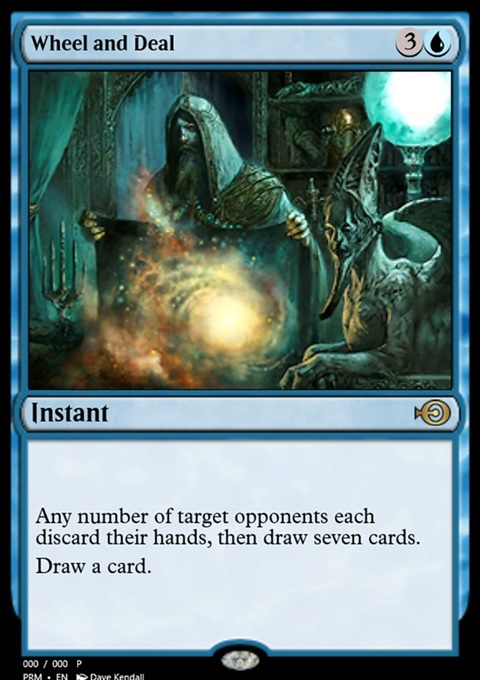 Wheel and Deal 3
Instant
Any number of target opponents each
discard their hands, then draw seven cards.
Draw a card.
000 / 000 P
PRM • EN Dave Kendall